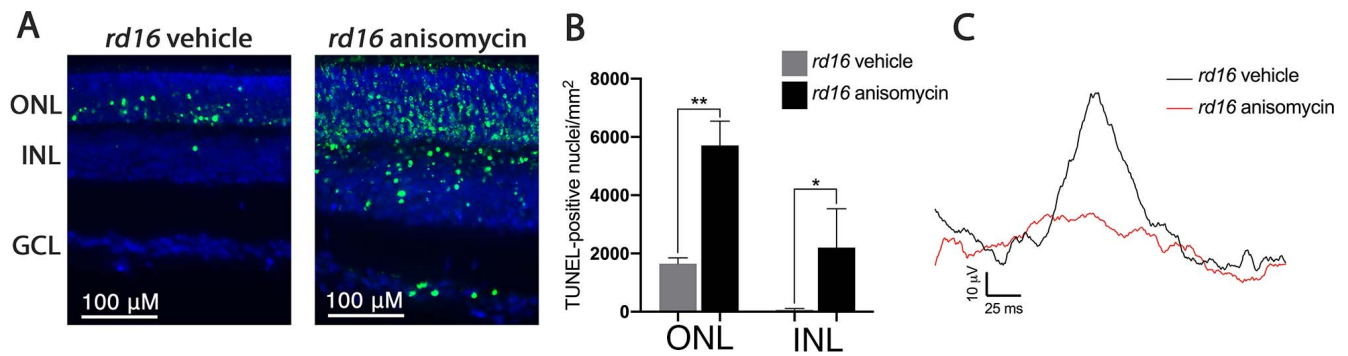 A
rd16 vehicle
rd16 anisomycin
ONL
INL
GCL
100 µM
100 µM
B
rd16 vehicle
rd16 anisomycin
TUNEL-positive nuclei/mm2
8000
6000
4000
2000
0
**
*
ONL
INL
C
rd16 vehicle
rd16 anisomycin
10 µV
25 ms